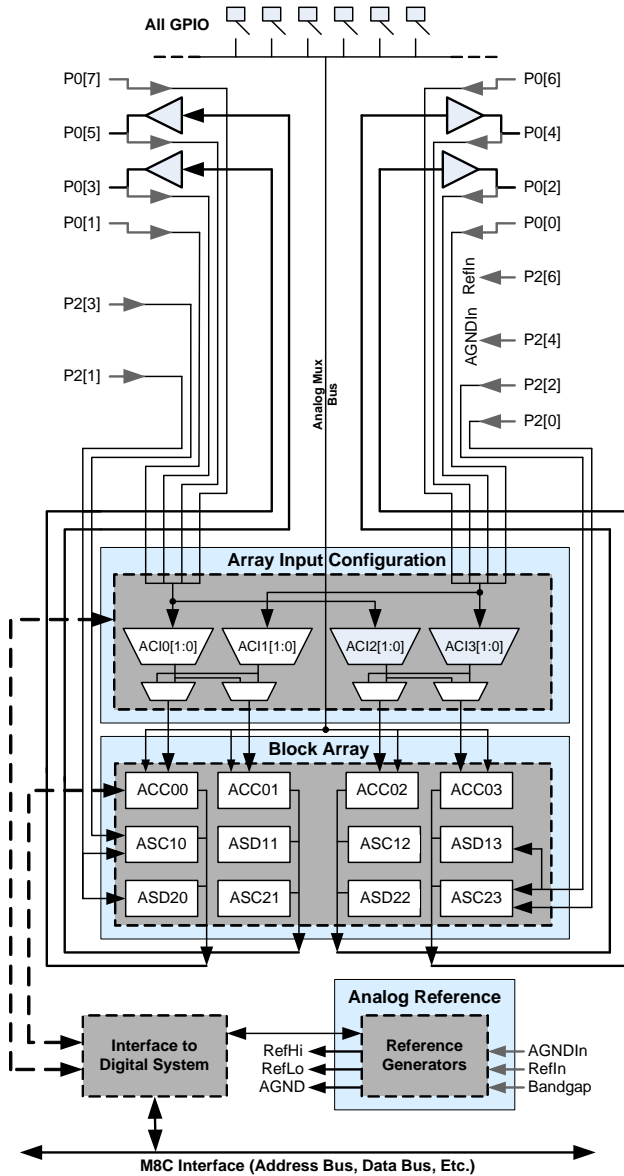 All GPIO
P0[7]
P0[6]
P0[5]
P0[4]
P0[3]
P0[2]
P0[1]
P0[0]
RefIn
P2[6]
P2[3]
AGNDIn
P2[4]
Analog Mux
Bus
P2[1]
P2[2]
P2[0]
Array Input Configuration
ACI0[1:0]
ACI1[1:0]
ACI2[1:0]
ACI3[1:0]
Block Array
ACC00
ACC01
ACC02
ACC03
ASC10
ASD11
ASC12
ASD13
ASD20
ASC21
ASD22
ASC23
Analog Reference
Interface to
Digital System
RefHi
RefLo
AGND
Reference
Generators
AGNDIn
RefIn
Bandgap
M8C Interface (Address Bus, Data Bus, Etc.)